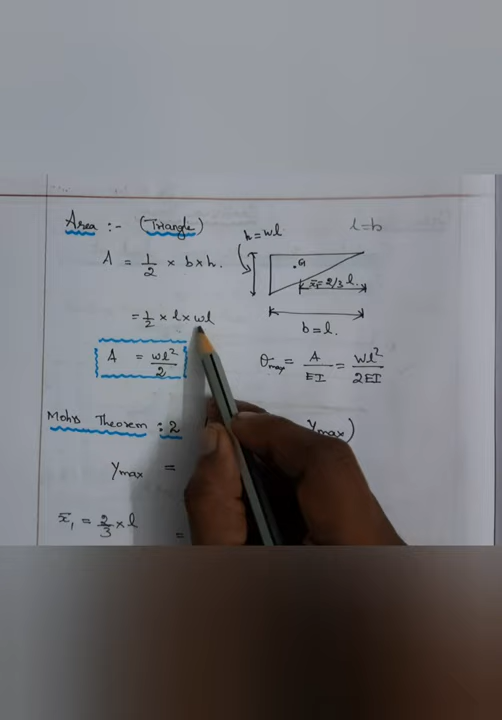 Area :- (Triangle)
l=b
h=wl
A = 1/2 × b×h.
G
x̄=2/3 l.
= 1/2 × l × wl
b=l.
A = wl²/2
θmax = A/EI = wl²/2EI
Mohrs Theorem :2
Ymax)
Ymax =
x̄₁ = 2/3 × l
=